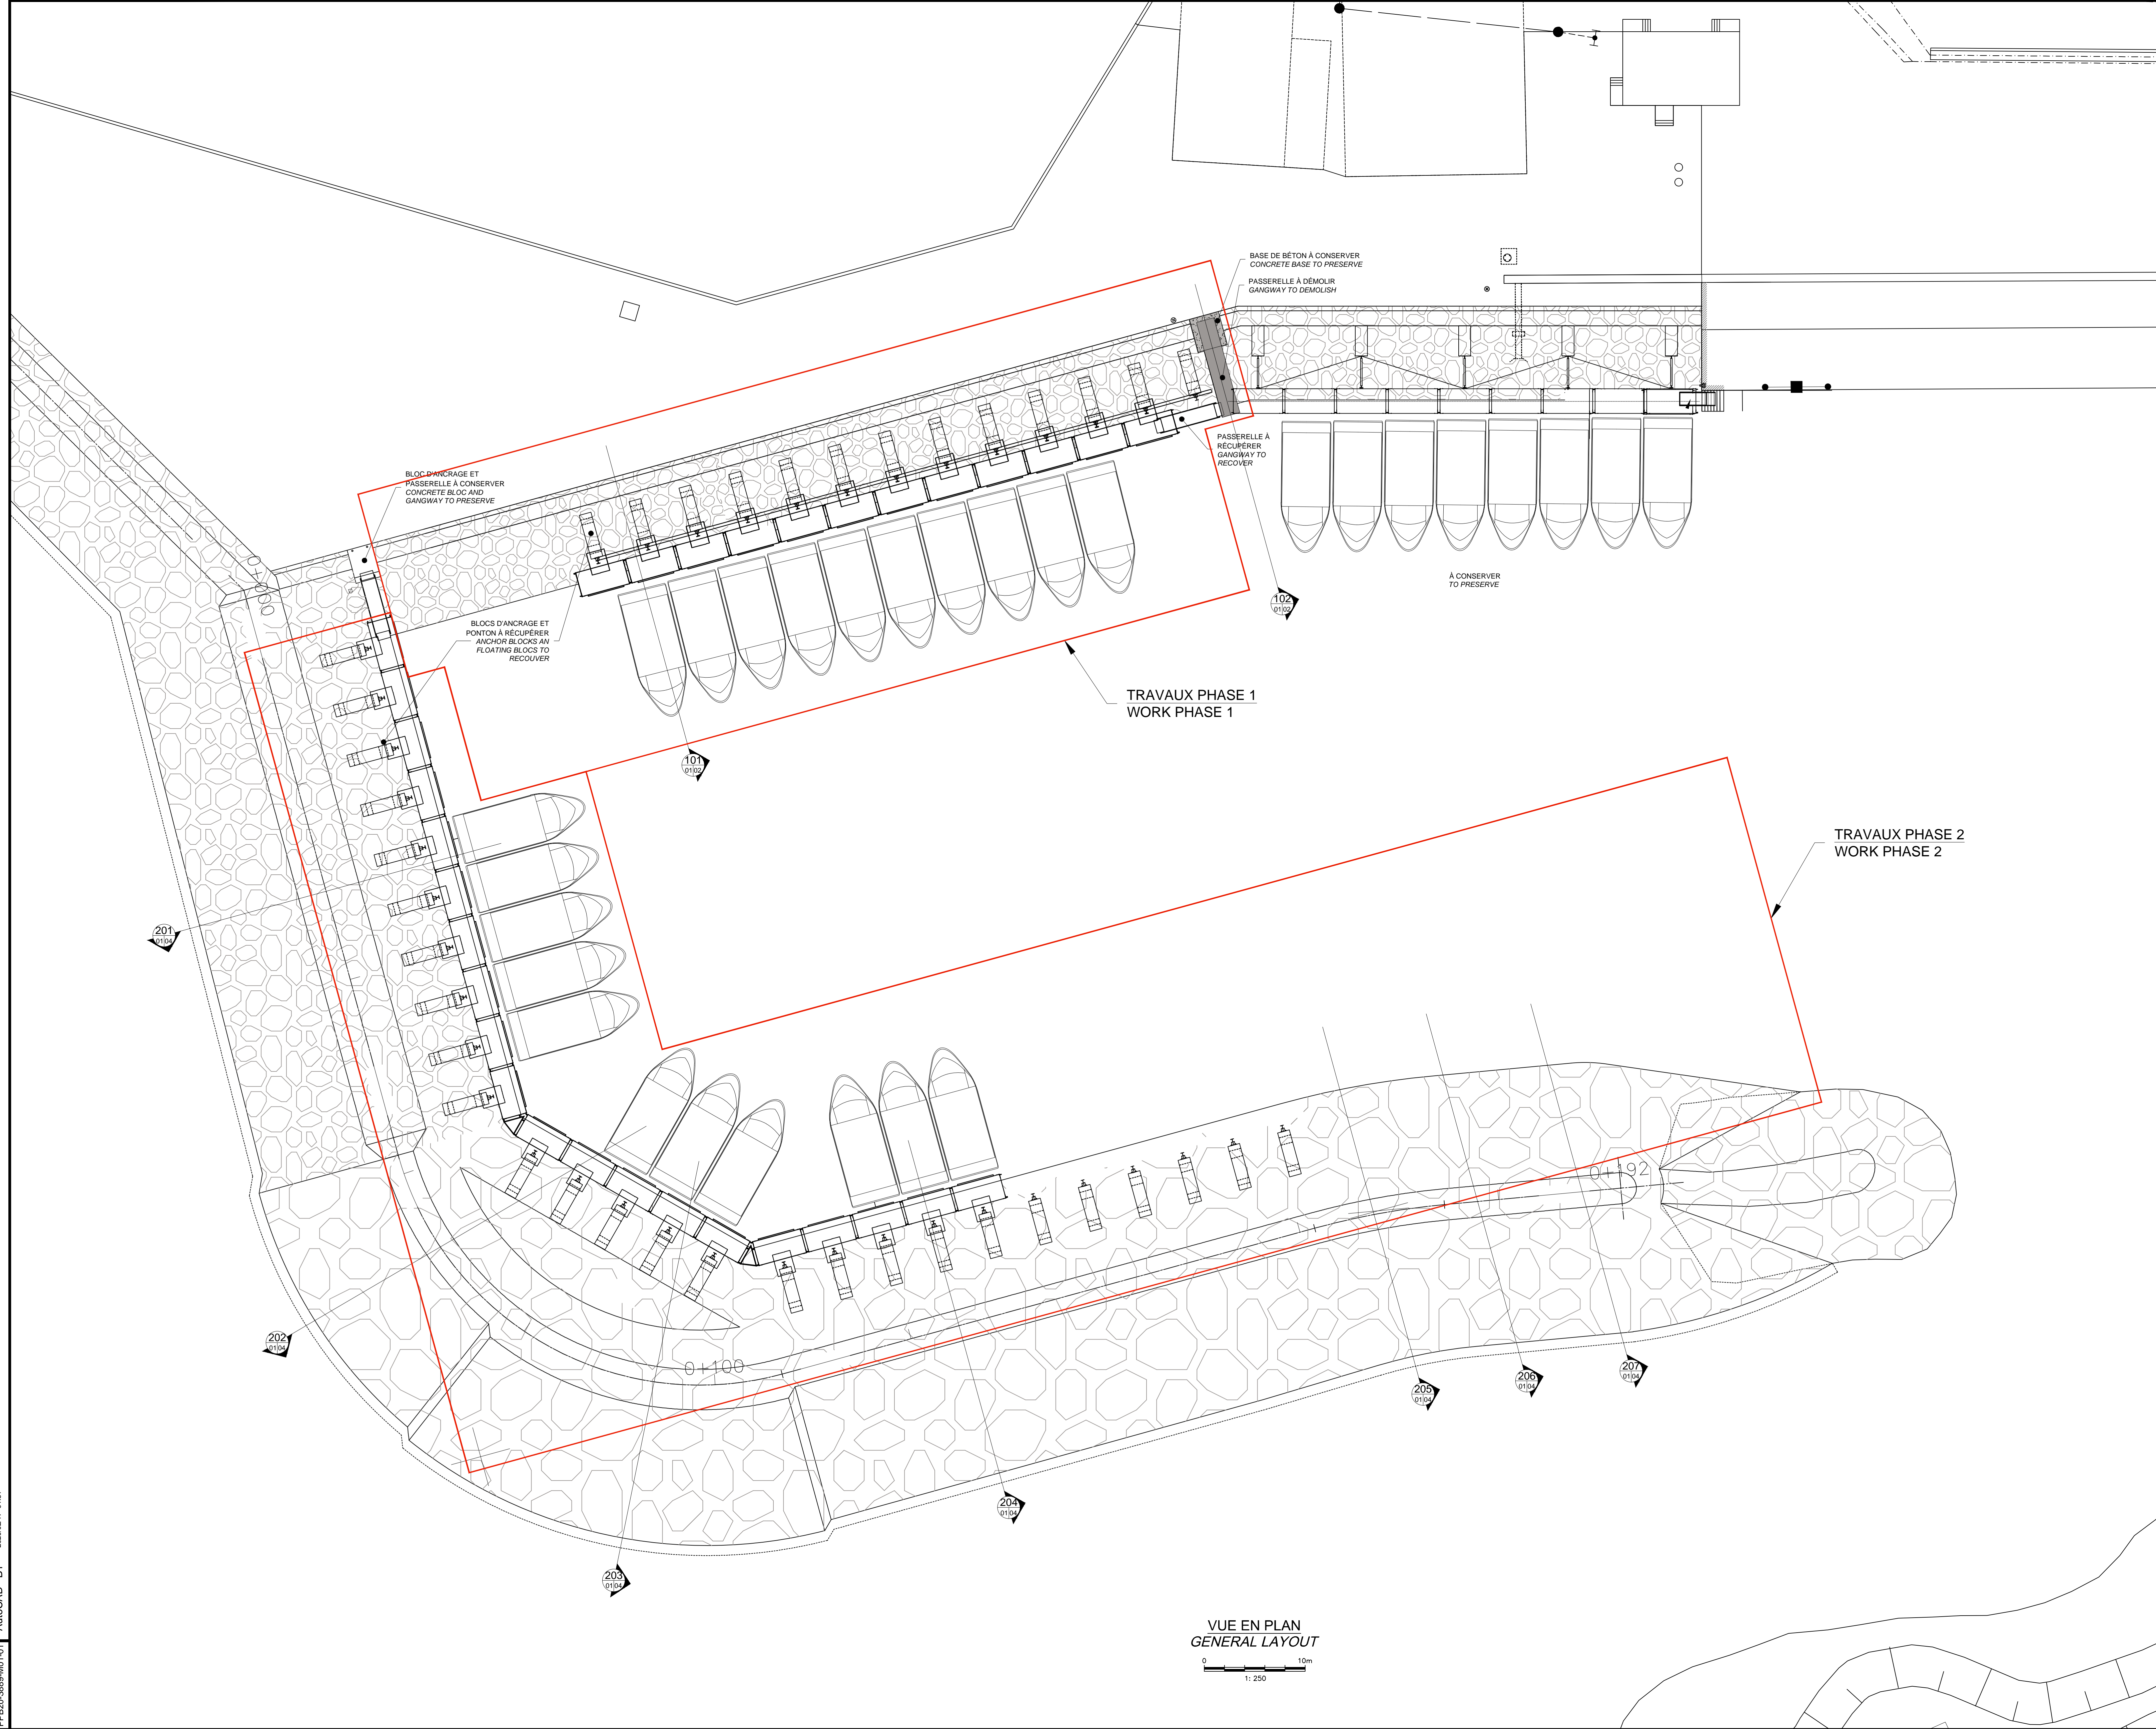 BASE DE BÉTON À CONSERVER
CONCRETE BASE TO PRESERVE
PASSERELLE À DÉMOLIR
GANGWAY TO DEMOLISH
PASSERELLE À
RÉCUPÉRER
GANGWAY TO
RECOVER
BLOC D'ANCRAGE ET
PASSERELLE À CONSERVER
CONCRETE BLOC AND
GANGWAY TO PRESERVE
À CONSERVER
TO PRESERVE
0+000
102
01 02
BLOCS D'ANCRAGE ET
PONTON À RÉCUPÉRER
ANCHOR BLOCKS AN
FLOATING BLOCS TO
RECOUVER
TRAVAUX PHASE 1
WORK PHASE 1
101
01 02
TRAVAUX PHASE 2
WORK PHASE 2
201
01 04
0+192
202
01 04
0+100
207
01 04
206
01 04
205
01 04
204
01 04
203
01 04
VUE EN PLAN
GENERAL LAYOUT
0 10m
1: 250